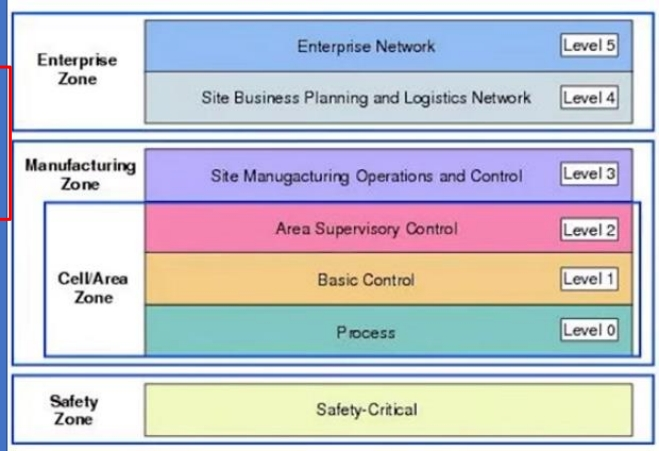 Enterprise
Zone
Enterprise Network Level 5
Site Business Planning and Logistics Network Level 4
Manufacturing
Zone
Site Manugacturing Operations and Control Level 3
Area Supervisory Control Level 2
Cell/Area
Zone
Basic Control Level 1
Process Level 0
Safety
Zone
Safety-Critical